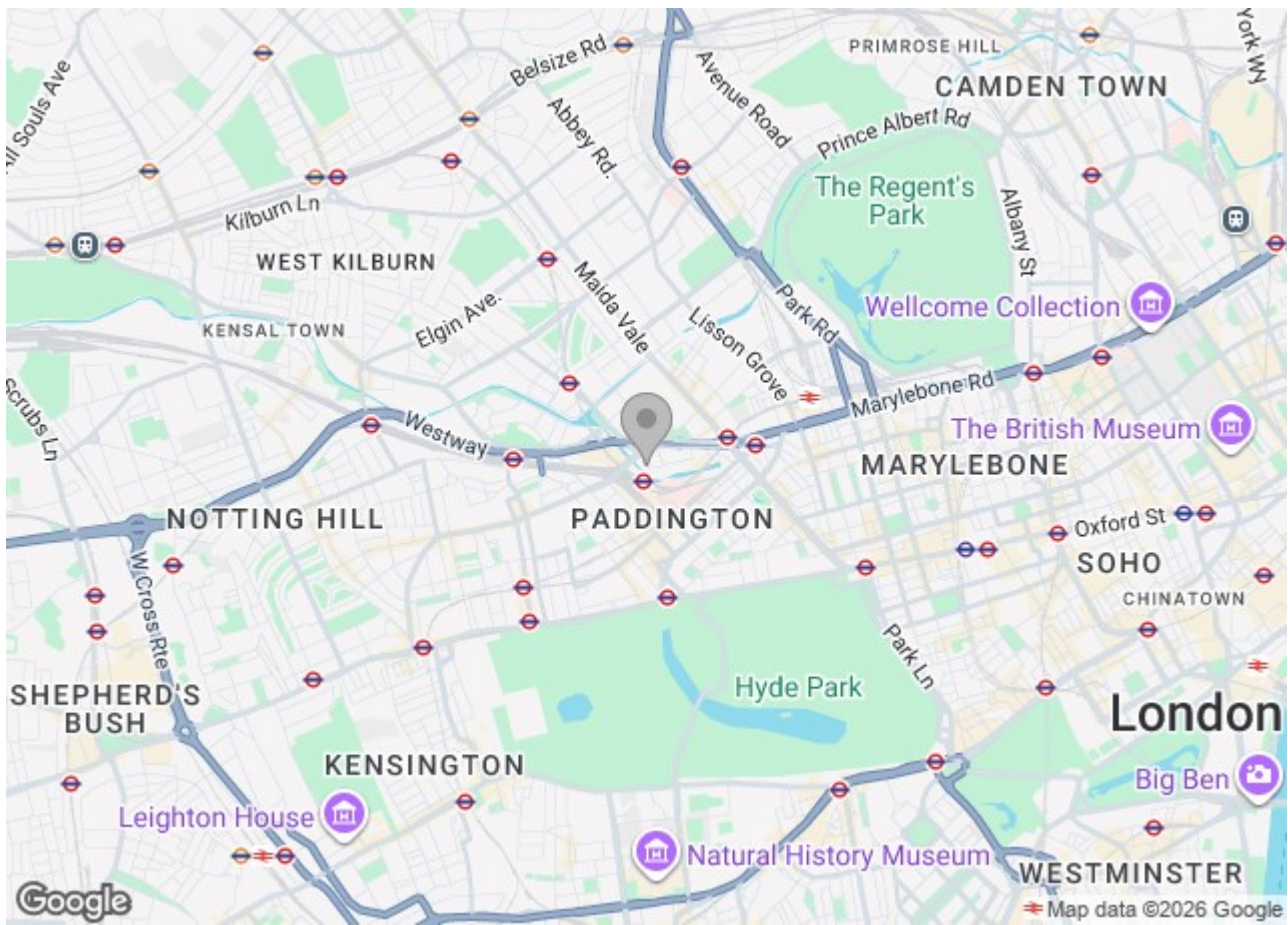 PRIMROSE HILL
York Wy
Belsize Rd
Avenue Road
CAMDEN TOWN
Abbey Rd.
Prince Albert Rd
The Regent's
Park
Albany St
Kilburn Ln
WEST KILBURN
Maida Vale
Park Rd
Wellcome Collection
KENSAL TOWN
Elgin Ave.
Lisson Grove
Marylebone Rd
Scrubs Ln
Westway
The British Museum
MARYLEBONE
NOTTING HILL
PADDINGTON
Oxford St
SOHO
W Cross Rte
CHINATOWN
Park Ln
SHEPHERD'S
BUSH
Hyde Park
London
KENSINGTON
Big Ben
Leighton House
Natural History Museum
WESTMINSTER
Google
Map data ©2026 Google